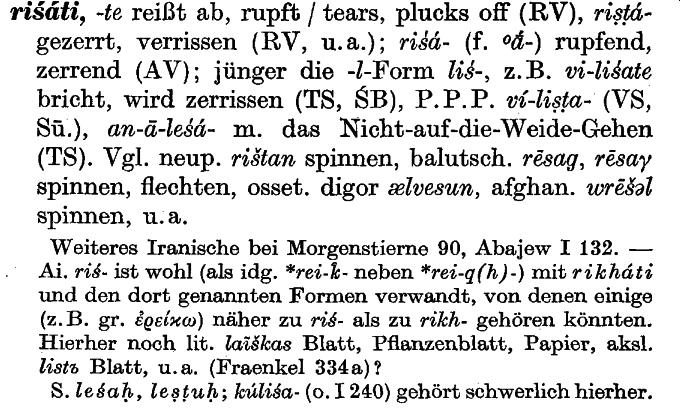 riśáti, -te reißt ab, rupft / tears, plucks off (RV), riṣṭá-
gezerrt, verrissen (RV, u.a.); riśá- (f. °ā́-) rupfend,
zerrend (AV); jünger die -l-Form liś-, z.B. vi-liśate
bricht, wird zerrissen (TS, ŚB), P.P.P. ví-liṣṭa- (VS,
Sū.), an-ā-leśá- m. das Nicht-auf-die-Weide-Gehen
(TS). Vgl. neup. rištan spinnen, balutsch. rēsag, rēsaγ
spinnen, flechten, osset. digor ælvesun, afghan. wrēšəl
spinnen, u.a.
Weiteres Iranische bei Morgenstierne 90, Abajew I 132. —
Ai. riś- ist wohl (als idg. *rei-k̑- neben *rei-q(h)-) mit rikháti
und den dort genannten Formen verwandt, von denen einige
(z.B. gr. ἐρείκω) näher zu riś- als zu rikh- gehören könnten.
Hierher noch lit. laĩškas Blatt, Pflanzenblatt, Papier, aksl.
listъ Blatt, u.a. (Fraenkel 334a)?
S. leśaḥ, leṣṭuḥ; kúliśa- (o. I 240) gehört schwerlich hierher.